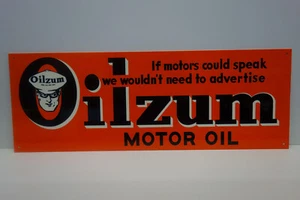 If motors could speak
we wouldn't need to advertise
Oilzum
Oilzum
MOTOR OIL